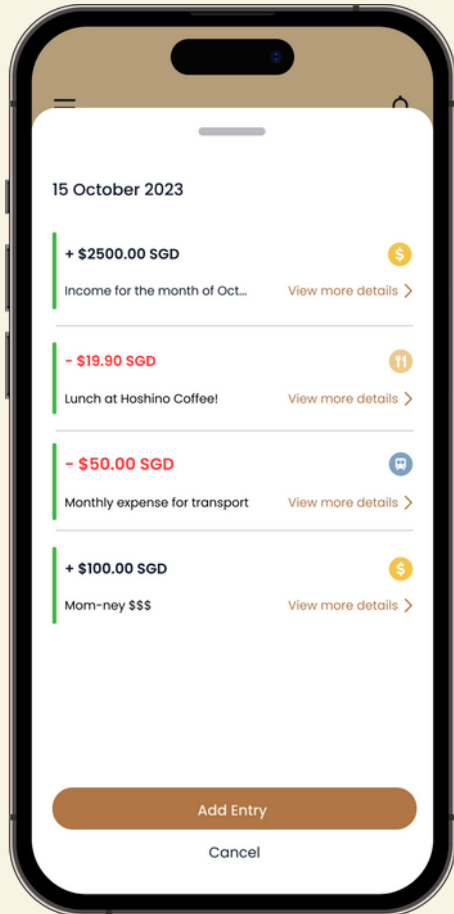 15 October 2023
+ $2500.00 SGD
$
Income for the month of Oct... View more details >
- $19.90 SGD
Lunch at Hoshino Coffee! View more details >
- $50.00 SGD
Monthly expense for transport View more details >
+ $100.00 SGD
$
Mom-ney $$$ View more details >
Add Entry
Cancel